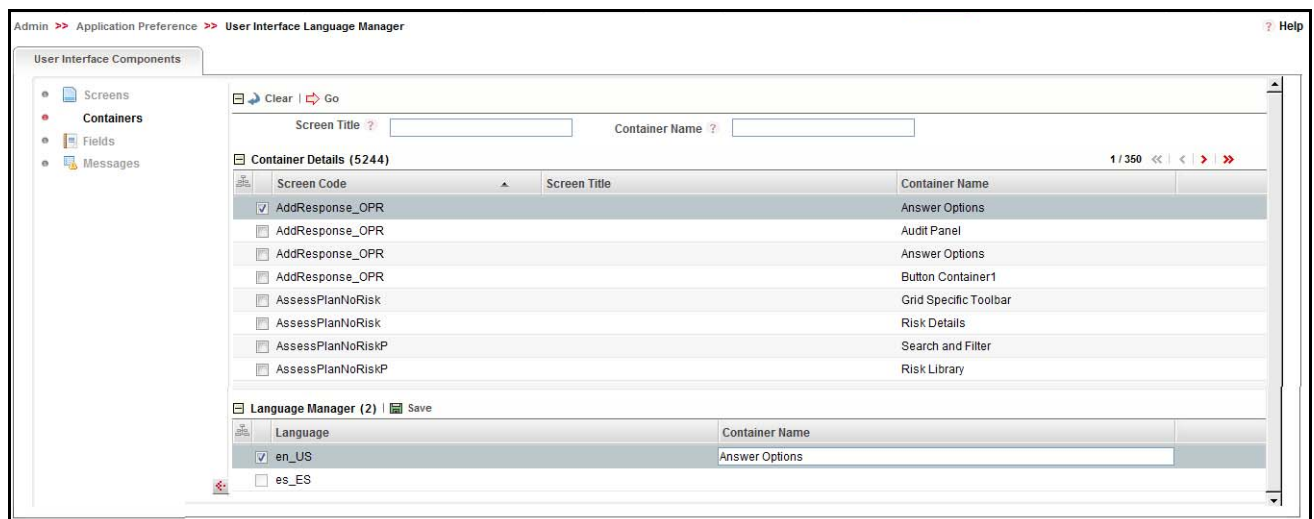 Admin >> Application Preference >> User Interface Language Manager
? Help
User Interface Components
Screens
Containers
Fields
Messages
Clear | Go
Screen Title ?
Container Name ?
Container Details (5244)
1 / 350
Screen Code Screen Title Container Name
AddResponse_OPR Answer Options
AddResponse_OPR Audit Panel
AddResponse_OPR Answer Options
AddResponse_OPR Button Container1
AssessPlanNoRisk Grid Specific Toolbar
AssessPlanNoRisk Risk Details
AssessPlanNoRiskP Search and Filter
AssessPlanNoRiskP Risk Library
Language Manager (2) | Save
Language Container Name
en_US Answer Options
es_ES